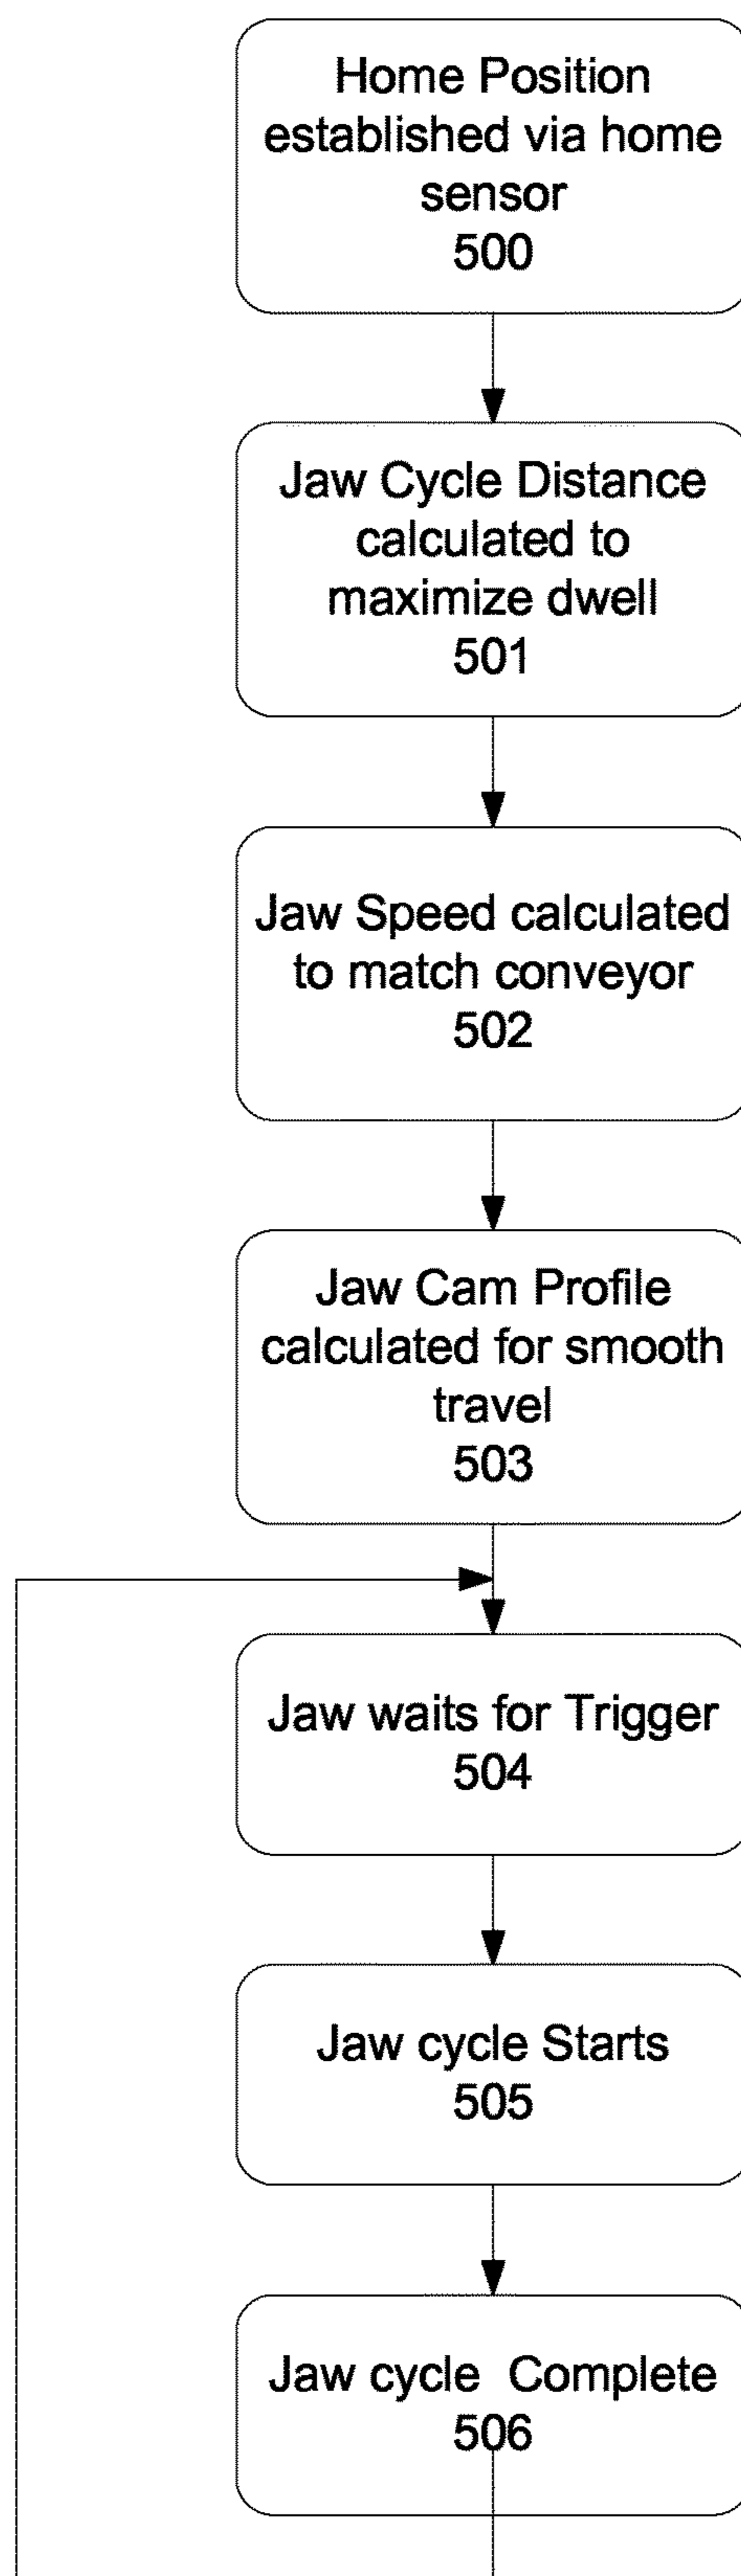 Home Position
established via home
sensor
500
Jaw Cycle Distance
calculated to
maximize dwell
501
Jaw Speed calculated
to match conveyor
502
Jaw Cam Profile
calculated for smooth
travel
503
Jaw waits for Trigger
504
Jaw cycle Starts
505
Jaw cycle  Complete
506